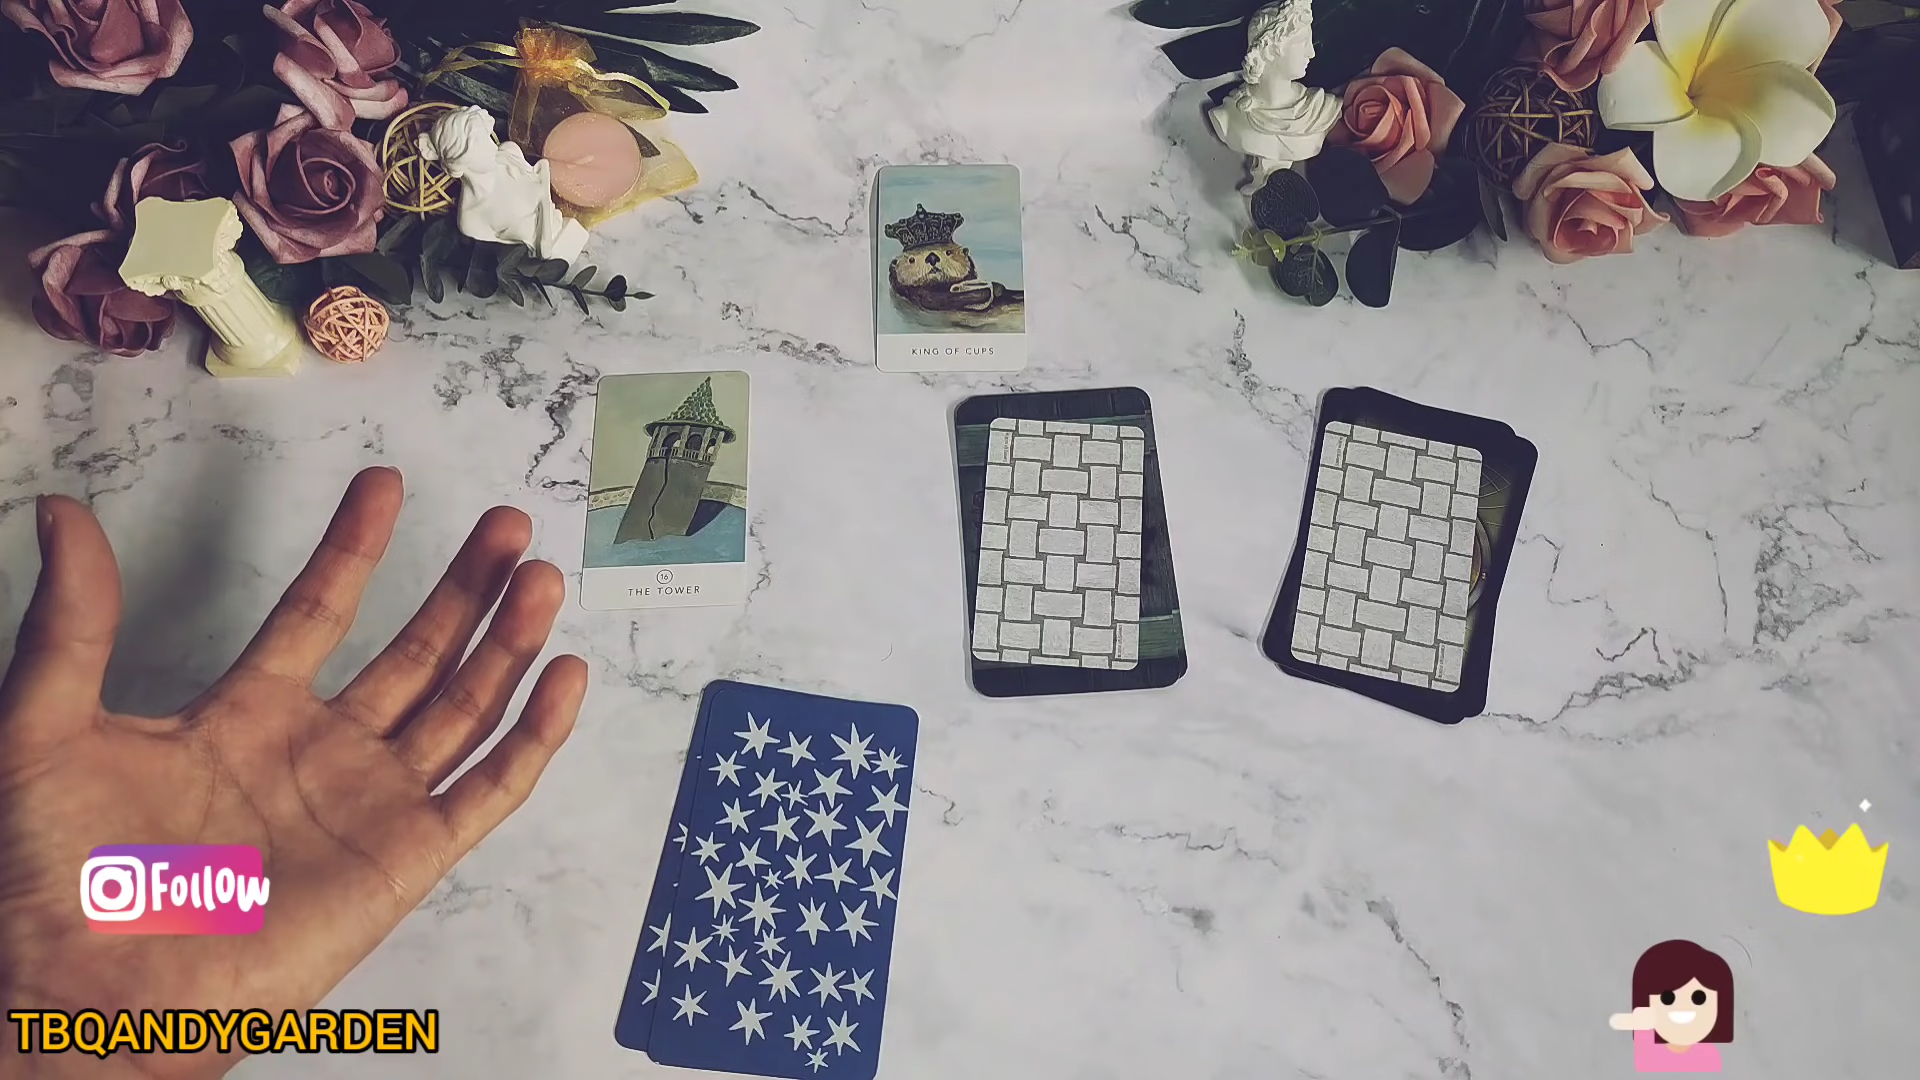 KING OF CUPS
16
THE TOWER
Follow
TBQANDYGARDEN